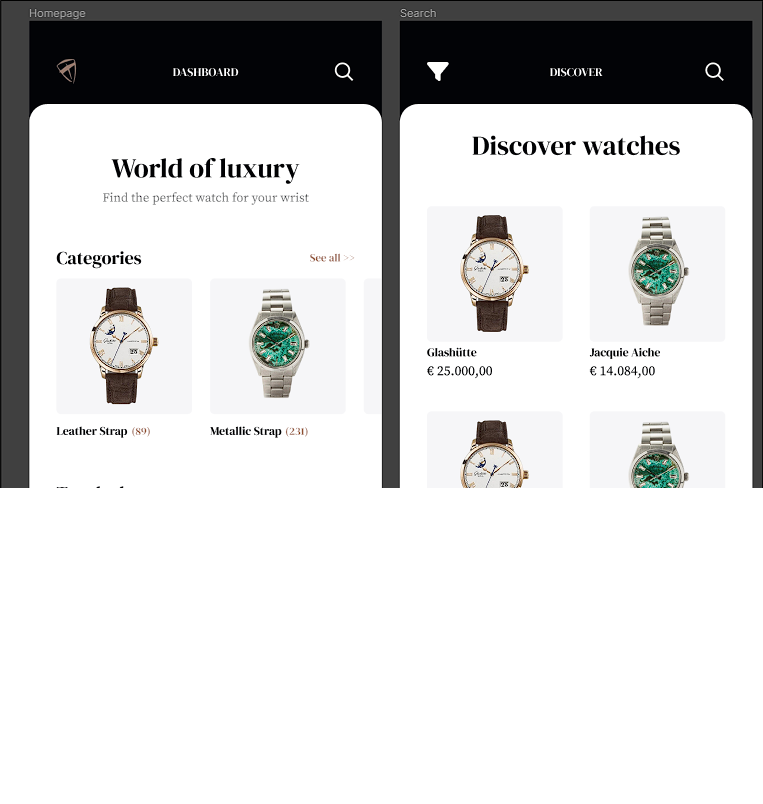 Homepage
DASHBOARD
World of luxury
Find the perfect watch for your wrist
Categories
See all >>
Leather Strap (89)
Metallic Strap (231)
Search
DISCOVER
Discover watches
Glashütte
€ 25.000,00
Jacquie Aiche
€ 14.084,00